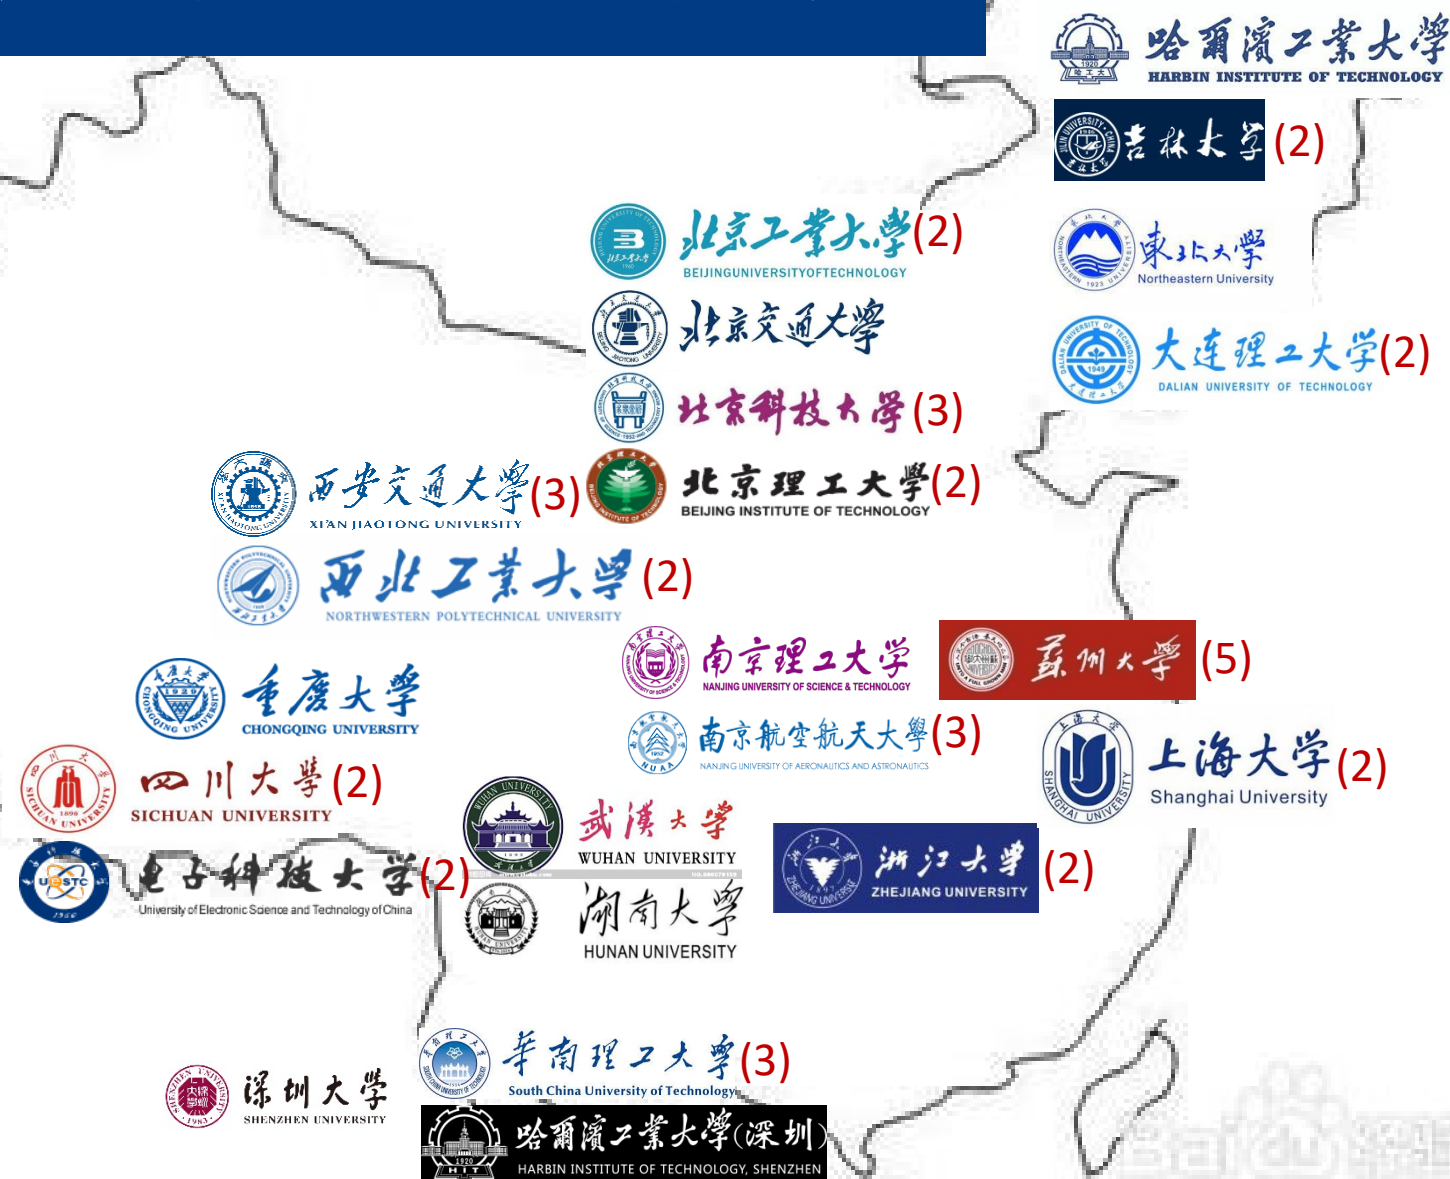 哈爾濱工業大學
HARBIN INSTITUTE OF TECHNOLOGY
吉林大学 (2)
北京工業大學 (2)
BEIJINGUNIVERSITYOFTECHNOLOGY
東北大學
Northeastern University
北京交通大學
大连理工大学 (2)
DALIAN UNIVERSITY OF TECHNOLOGY
北京科技大学 (3)
西安交通大学 (3)
XI'AN JIAOTONG UNIVERSITY
北京理工大学 (2)
BEIJING INSTITUTE OF TECHNOLOGY
西北工業大學 (2)
NORTHWESTERN POLYTECHNICAL UNIVERSITY
南京理工大学
NANJING UNIVERSITY OF SCIENCE & TECHNOLOGY
蘇州大學 (5)
重慶大學
CHONGQING UNIVERSITY
南京航空航天大學 (3)
NANJING UNIVERSITY OF AERONAUTICS AND ASTRONAUTICS
上海大学 (2)
Shanghai University
四川大學 (2)
SICHUAN UNIVERSITY
武漢大學
WUHAN UNIVERSITY
电子科技大学 (2)
University of Electronic Science and Technology of China
浙江大学 (2)
ZHEJIANG UNIVERSITY
湖南大學
HUNAN UNIVERSITY
華南理工大學 (3)
South China University of Technology
深圳大學
SHENZHEN UNIVERSITY
哈爾濱工業大學(深圳)
HARBIN INSTITUTE OF TECHNOLOGY, SHENZHEN